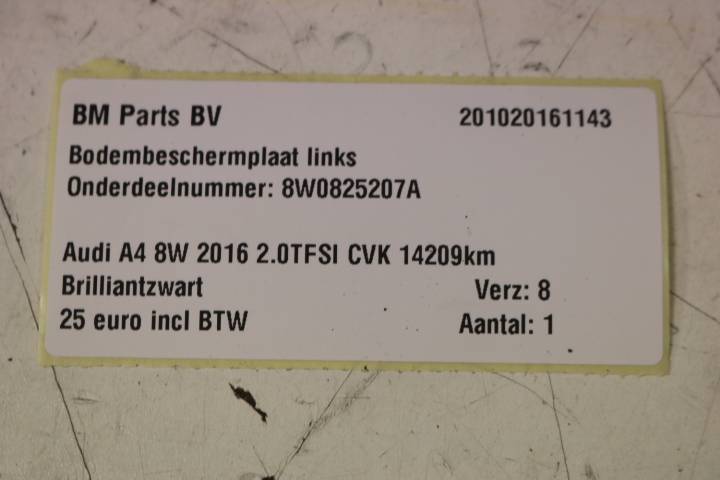 BM Parts BV 201020161143
Bodembeschermplaat links
Onderdeelnummer: 8W0825207A
Audi A4 8W 2016 2.0TFSI CVK 14209km
Brilliantzwart Verz: 8
25 euro incl BTW Aantal: 1